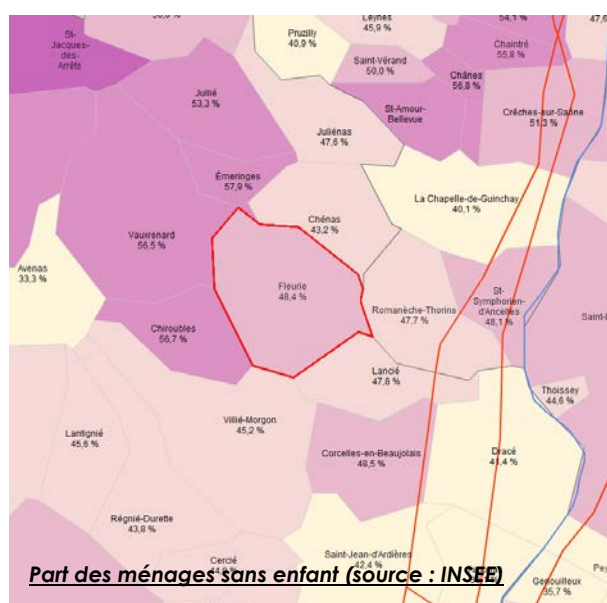 Leynes
45,9 %
54,1 %
47,6
Pruzilly
40,9 %
St-
Jacques-
des-
Arrêts
Chaintré
55,8 %
Saint-Vérand
50,0 %
Chânes
56,8 %
Jullié
53,3 %
St-Amour-
Bellevue
Crêches-sur-Saône
51,3 %
Juliénas
47,6 %
Émeringes
57,9 %
La Chapelle-de-Guinchay
40,1 %
Chénas
43,2 %
Vauxrenard
56,5 %
Avenas
33,3 %
Fleurie
48,4 %
St-
Symphorien-
d'Ancelles
48,1 %
Romanèche-Thorins
47,7 %
Saint-
Chiroubles
56,7 %
Lancié
47,8 %
Thoissey
44,6 %
Villié-Morgon
45,2 %
Lantignié
45,6 %
Corcelles-en-Beaujolais
48,5 %
Dracé
41,4 %
Régnié-Durette
43,8 %
Cercié
Saint-Jean-d'Ardières
42,4 %
Part des ménages sans enfant (source : INSEE)
Genouilleux
35,7 %